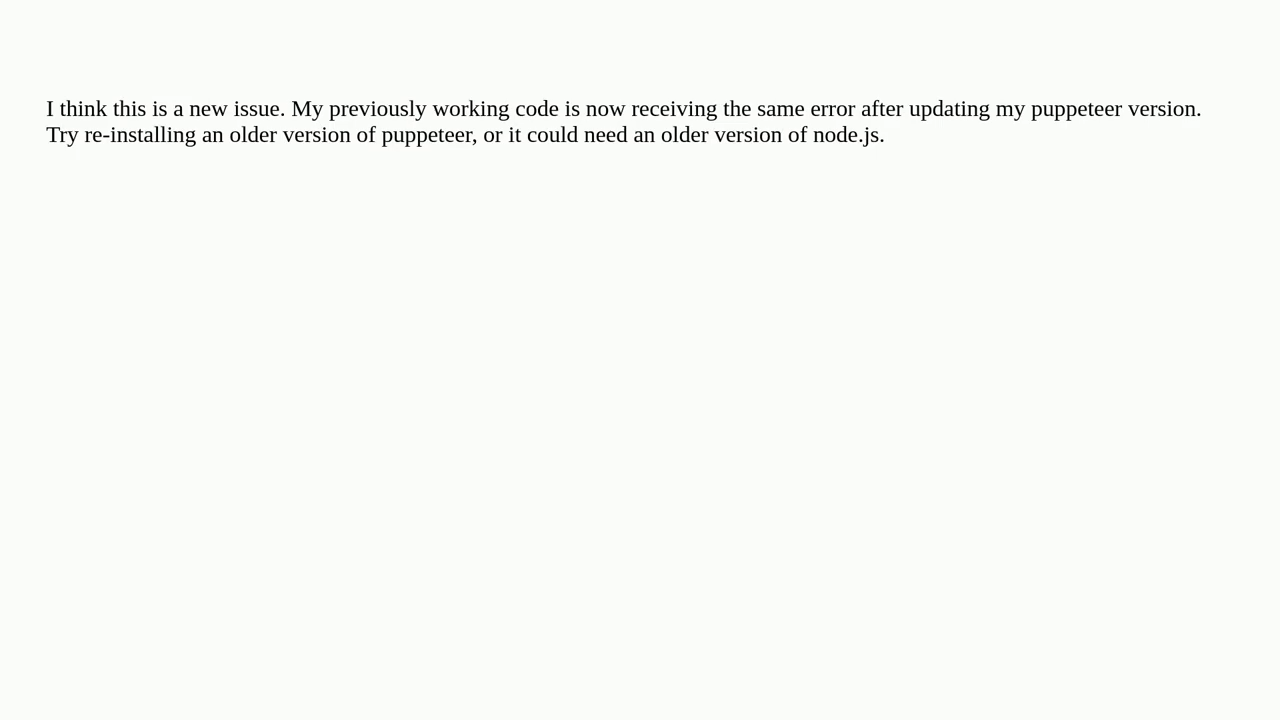 I think this is a new issue. My previously working code is now receiving the same error after updating my puppeteer version.
Try re-installing an older version of puppeteer, or it could need an older version of node.js.